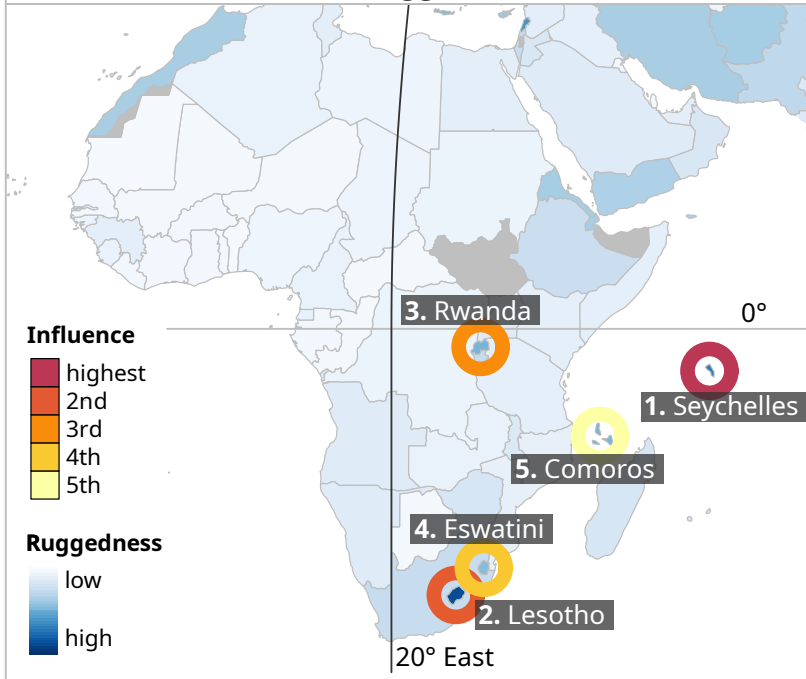 3. Rwanda
0°
Influence
highest
2nd
3rd
4th
5th
1. Seychelles
5. Comoros
4. Eswatini
Ruggedness
low
high
2. Lesotho
20° East